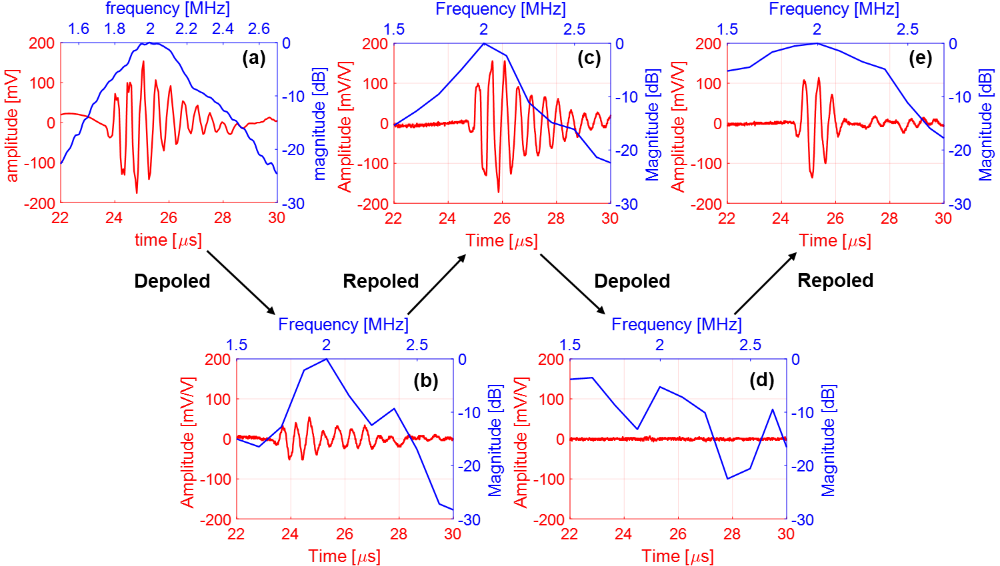 frequency [MHz]
1.6 1.8 2 2.2 2.4 2.6
200 100 0 -100 -200
amplitude [mV]
(a)
0 -10 -20 -30
magnitude [dB]
22 24 26 28 30
time [μs]
Frequency [MHz]
1.5 2 2.5
200 100 0 -100 -200
Amplitude [mV/V]
(c)
0 -10 -20 -30
Magnitude [dB]
22 24 26 28 30
Time [μs]
Frequency [MHz]
1.5 2 2.5
200 100 0 -100 -200
Amplitude [mV/V]
(e)
0 -10 -20 -30
Magnitude [dB]
22 24 26 28 30
Time [μs]
Depoled
Repoled
Depoled
Repoled
Frequency [MHz]
1.5 2 2.5
200 100 0 -100 -200
Amplitude [mV/V]
(b)
0 -10 -20 -30
Magnitude [dB]
22 24 26 28 30
Time [μs]
Frequency [MHz]
1.5 2 2.5
200 100 0 -100 -200
Amplitude [mV/V]
(d)
0 -10 -20 -30
Magnitude [dB]
22 24 26 28 30
Time [μs]